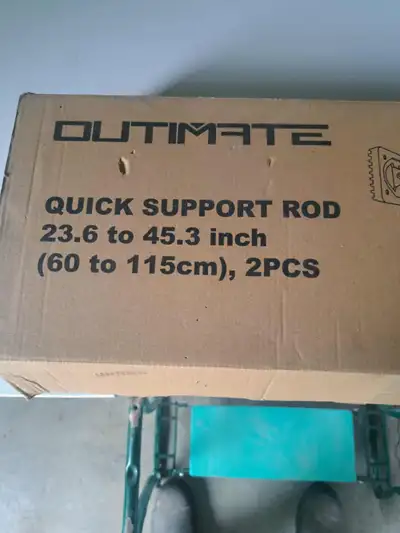 OUTIMATE
QUICK SUPPORT ROD
23.6 to 45.3 inch
(60 to 115cm), 2PCS